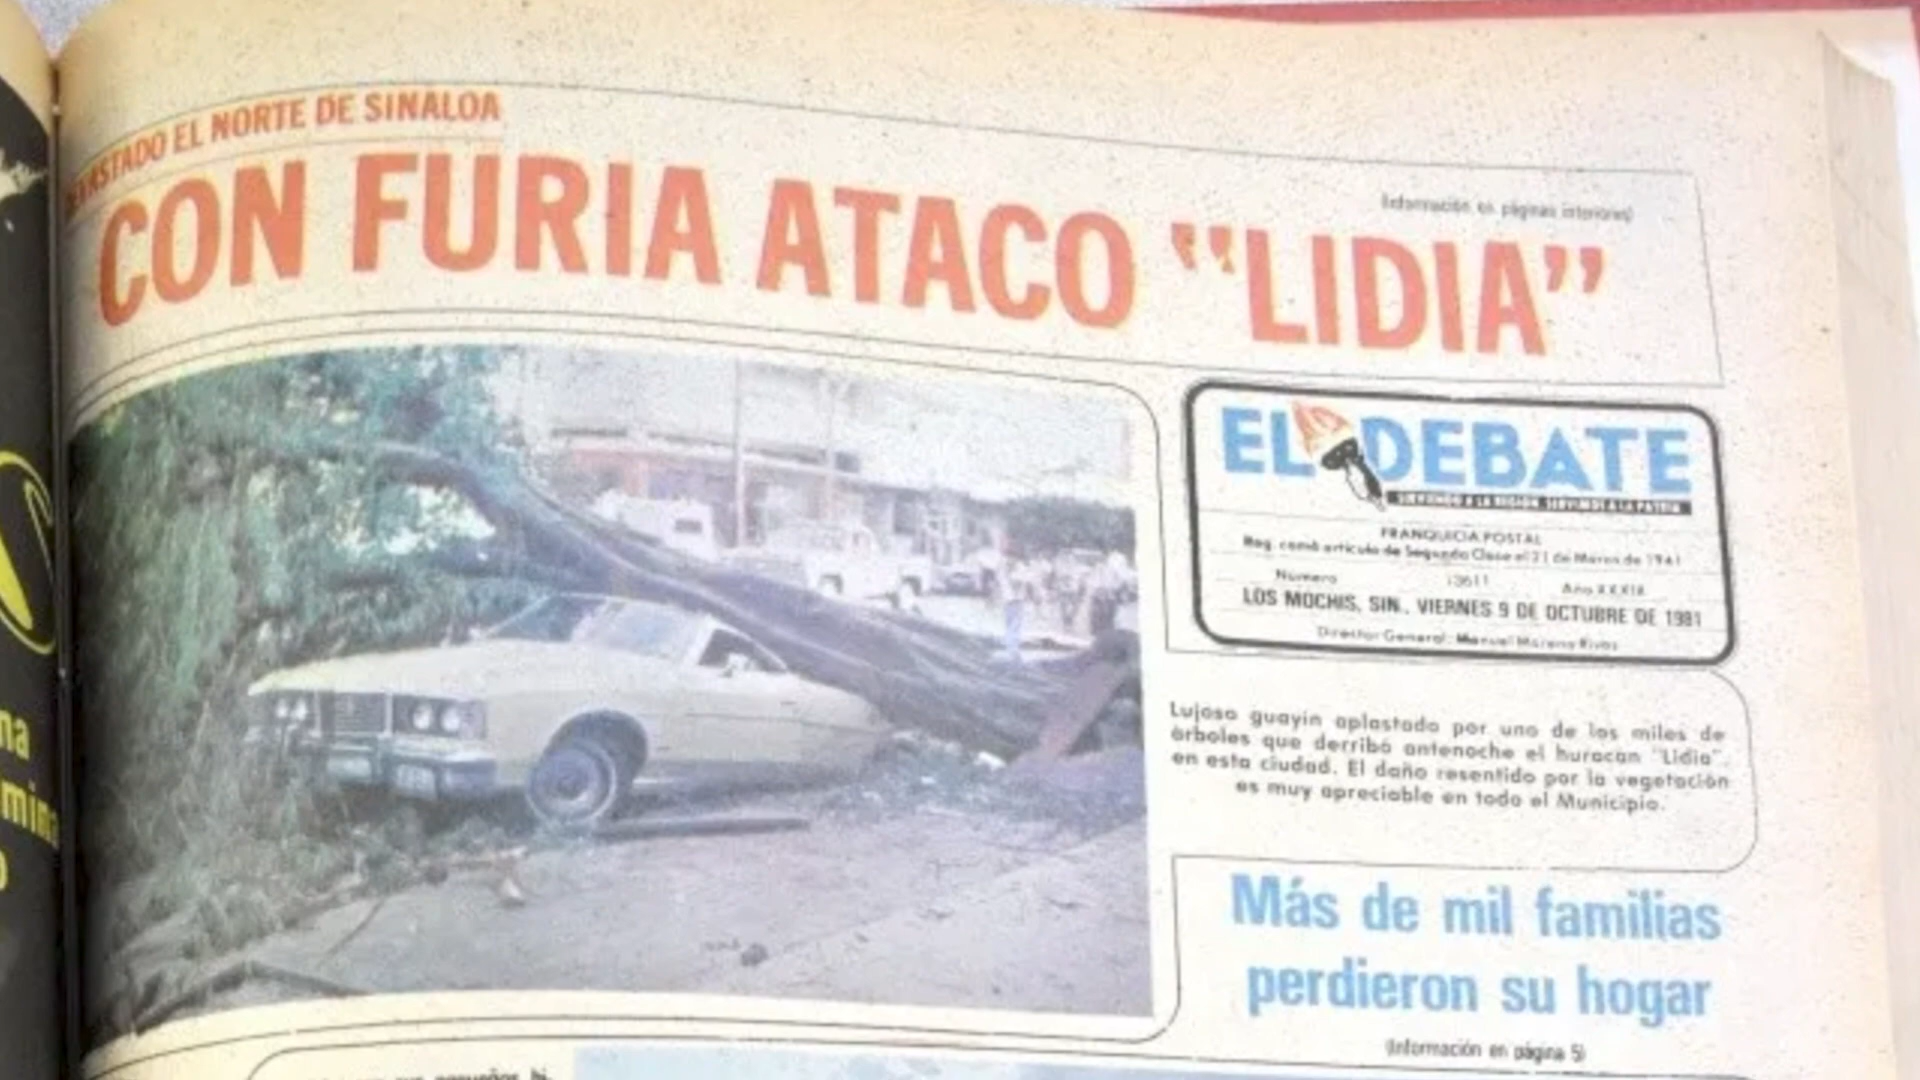 DEVASTADO EL NORTE DE SINALOA
CON FURIA ATACO "LIDIA"
(Información en páginas interiores)
EL DEBATE
SIRVIENDO A LA REGION SERVIMOS A LA PATRIA
FRANQUICIA POSTAL
Reg. como artículo de Segunda Clase el 21 de Marzo de 1941
Número 13611 Año XXXIX
LOS MOCHIS, SIN., VIERNES 9 DE OCTUBRE DE 1981
Director General: Manuel Moreno Rivas
Lujoso guayín aplastado por uno de los miles de
árboles que derribó antenoche el huracán "Lidia",
en esta ciudad. El daño resentido por la vegetación
es muy apreciable en todo el Municipio.
Más de mil familias
perdieron su hogar
(Información en página 5)